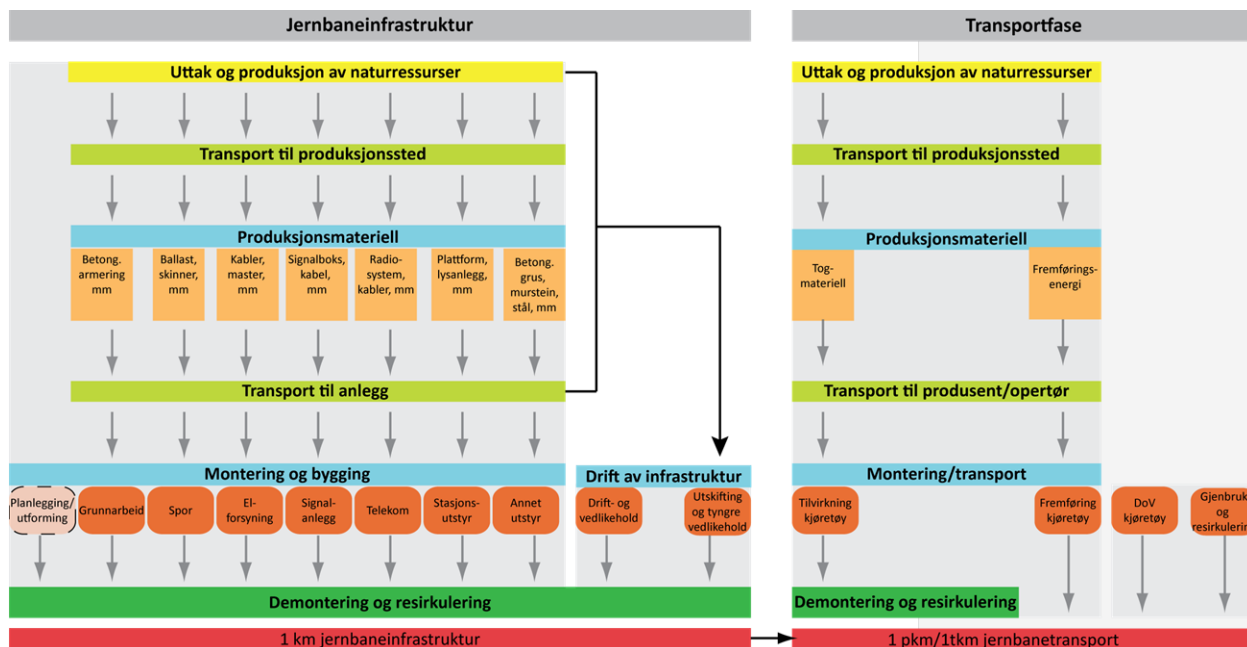 Jernbaneinfrastruktur
Uttak og produksjon av naturressurser
Transport til produksjonssted
Produksjonsmateriell
Betong.
armering
mm
Ballast,
skinner,
mm
Kabler,
master,
mm
Signalboks,
kabel,
mm
Radio-
system,
kabler, mm
Plattform,
lysanlegg,
mm
Betong.
grus,
murstein,
stål, mm
Transport til anlegg
Montering og bygging
Planlegging/
utforming
Grunnarbeid
Spor
El-
forsyning
Signal-
anlegg
Telekom
Stasjons-
utstyr
Annet
utstyr
Drift av infrastruktur
Drift- og
vedlikehold
Utskifting
og tyngre
vedlikehold
Demontering og resirkulering
1 km jernbaneinfrastruktur
Transportfase
Uttak og produksjon av naturressurser
Transport til produksjonssted
Produksjonsmateriell
Tog-
materiell
Fremførings-
energi
Transport til produsent/opertør
Montering/transport
Tilvirkning
kjøretøy
Fremføring
kjøretøy
DoV
kjøretøy
Gjenbruk
og
resirkulering
Demontering og resirkulering
1 pkm/1tkm jernbanetransport